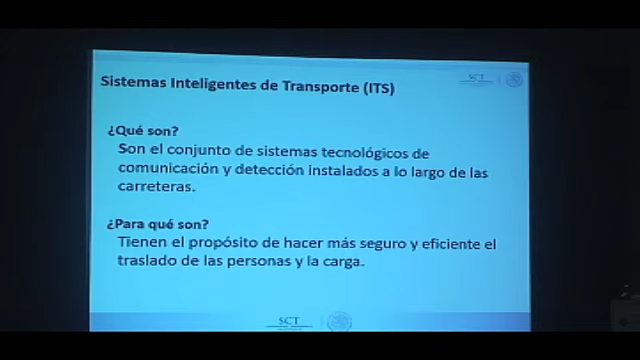 Sistemas Inteligentes de Transporte (ITS)
SCT
¿Qué son?
Son el conjunto de sistemas tecnológicos de
comunicación y detección instalados a lo largo de las
carreteras.
¿Para qué son?
Tienen el propósito de hacer más seguro y eficiente el
traslado de las personas y la carga.
SCT